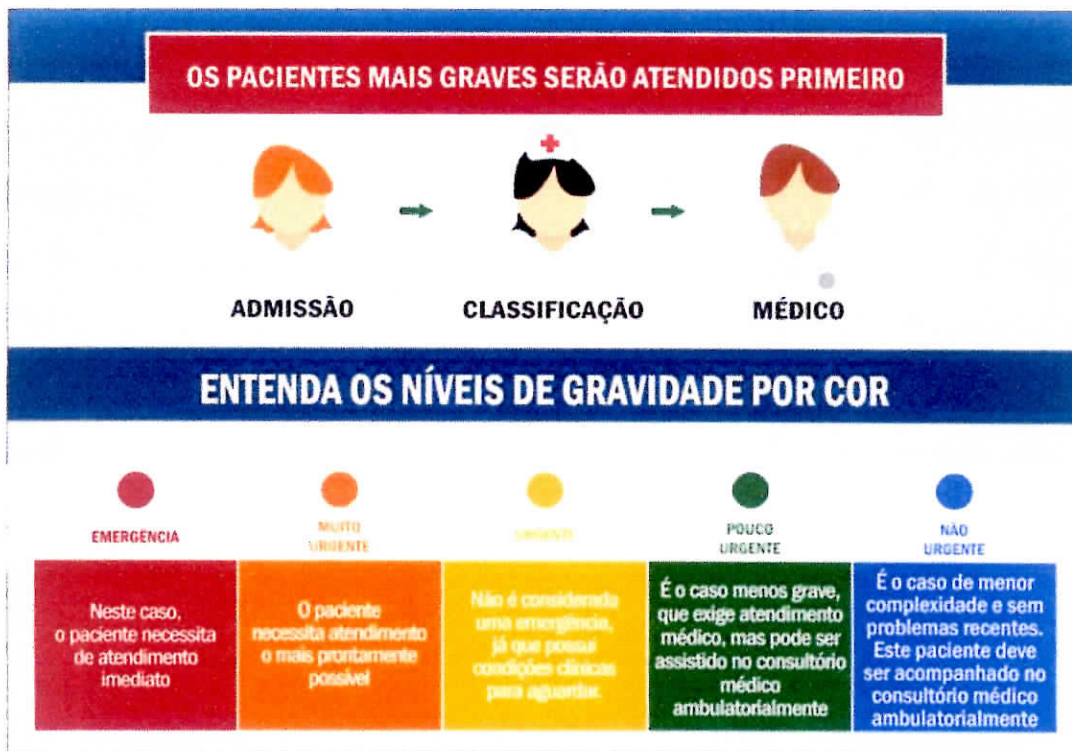 OS PACIENTES MAIS GRAVES SERÃO ATENDIDOS PRIMEIRO
ADMISSÃO
CLASSIFICAÇÃO
MÉDICO
ENTENDA OS NÍVEIS DE GRAVIDADE POR COR
EMERGÊNCIA
Neste caso,
o paciente necessita
de atendimento
imediato
MUITO
URGENTE
O paciente
necessita atendimento
o mais prontamente
possível
URGENTE
Não é considerada
uma emergência,
já que possui
condições clínicas
para aguardar.
POUCO
URGENTE
É o caso menos grave,
que exige atendimento
médico, mas pode ser
assistido no consultório
médico
ambulatorialmente
NÃO
URGENTE
É o caso de menor
complexidade e sem
problemas recentes.
Este paciente deve
ser acompanhado no
consultório médico
ambulatorialmente